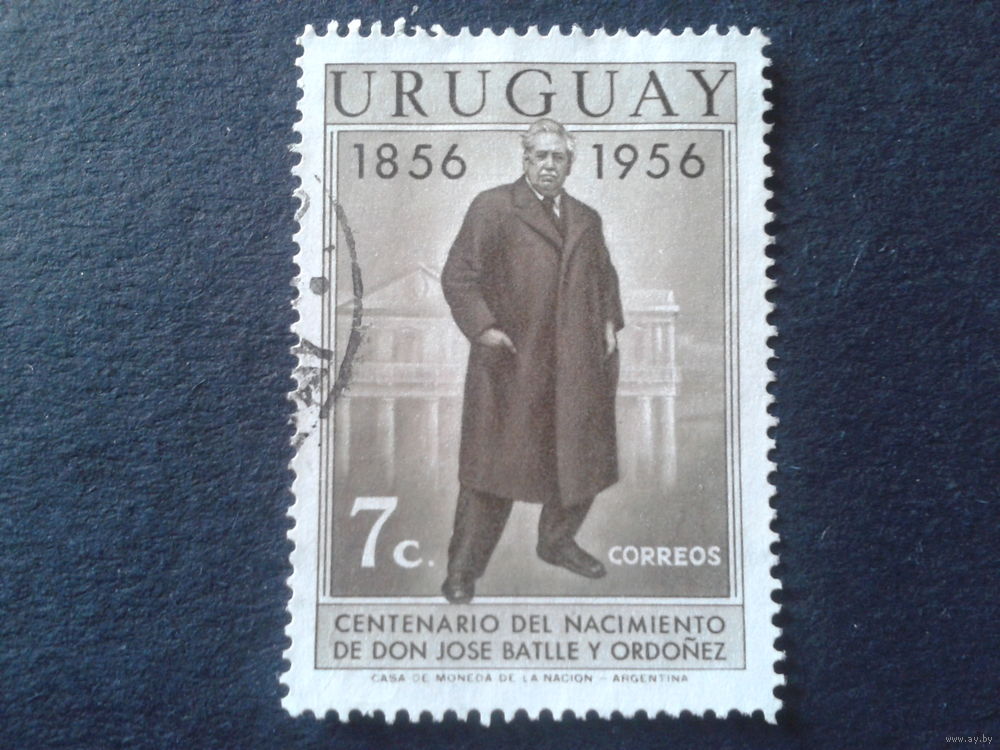 URUGUAY
1856 1956
7c.
CORREOS
CENTENARIO DEL NACIMIENTO
DE DON JOSE BATLLE Y ORDOÑEZ
CASA DE MONEDA DE LA NACION - ARGENTINA
www.ay.by